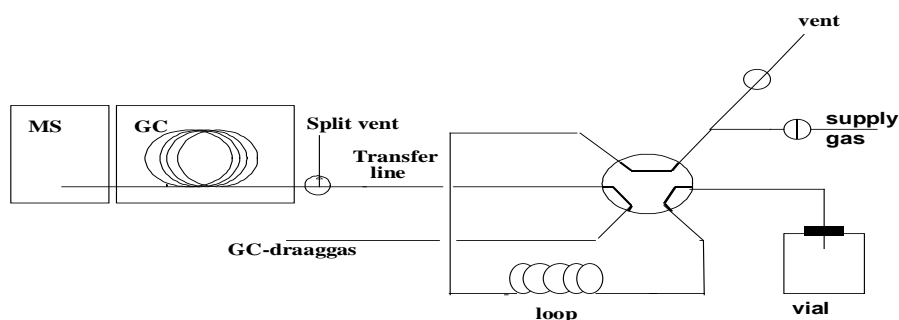 vent
MS
GC
Split vent
supply
gas
Transfer
line
GC-draaggas
loop
vial